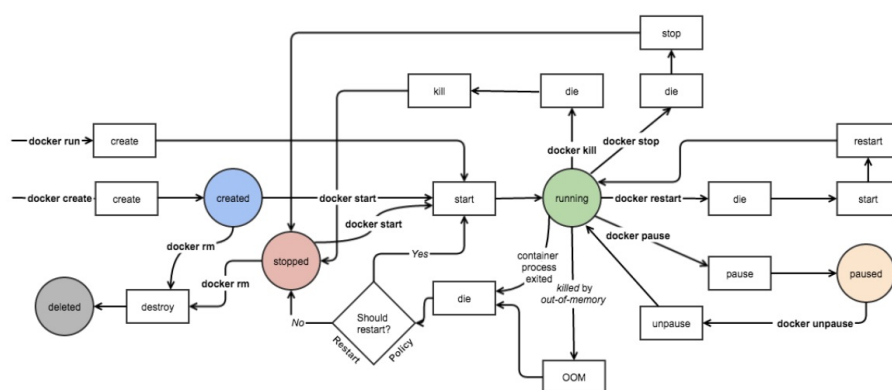 stop
kill
die
die
docker kill
docker stop
docker run
create
restart
docker create
create
created
docker start
start
running
docker restart
die
start
docker start
docker rm
stopped
Yes
docker pause
container
process
exited
docker rm
killed by
out-of-memory
pause
paused
deleted
destroy
No
Should
restart?
Restart
Policy
die
unpause
docker unpause
OOM